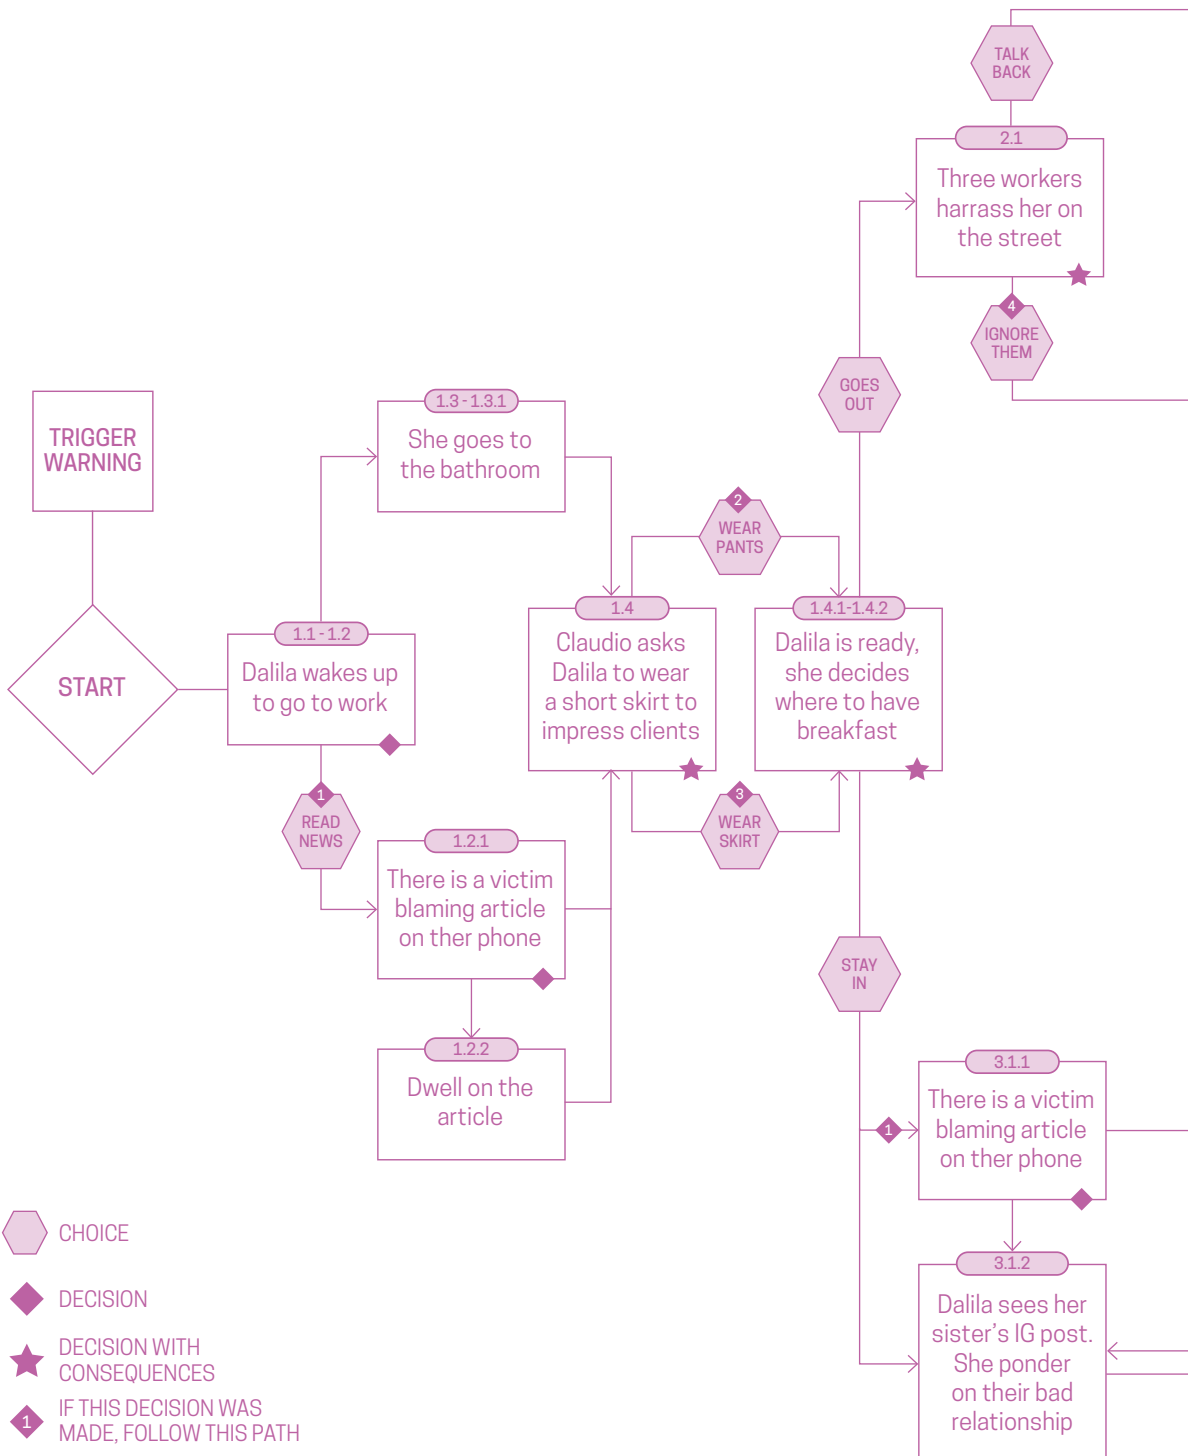 TALK
BACK
2.1
Three workers
harrass her on
the street
4
IGNORE
THEM
GOES
OUT
TRIGGER
WARNING
START
1.3 - 1.3.1
She goes to
the bathroom
1.1 - 1.2
Dalila wakes up
to go to work
1
READ
NEWS
1.2.1
There is a victim
blaming article
on ther phone
1.2.2
Dwell on the
article
2
WEAR
PANTS
1.4
Claudio asks
Dalila to wear
a short skirt to
impress clients
3
WEAR
SKIRT
1.4.1-1.4.2
Dalila is ready,
she decides
where to have
breakfast
STAY
IN
1
3.1.1
There is a victim
blaming article
on ther phone
3.1.2
Dalila sees her
sister's IG post.
She ponder
on their bad
relationship
CHOICE
DECISION
DECISION WITH
CONSEQUENCES
1
IF THIS DECISION WAS
MADE, FOLLOW THIS PATH